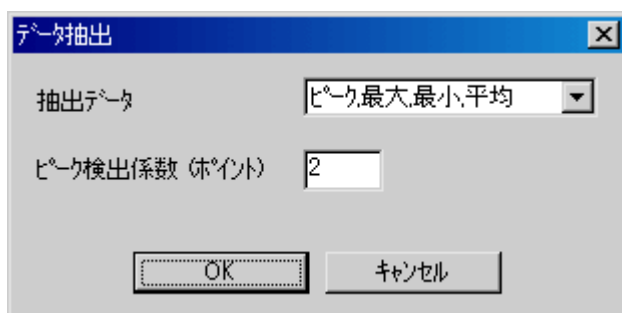 ﾃﾞｰﾀ抽出
抽出ﾃﾞｰﾀ
ﾋﾟｰｸ,最大,最小,平均
ﾋﾟｰｸ検出係数 (ﾎﾟｲﾝﾄ)
2
OK
ｷｬﾝｾﾙ